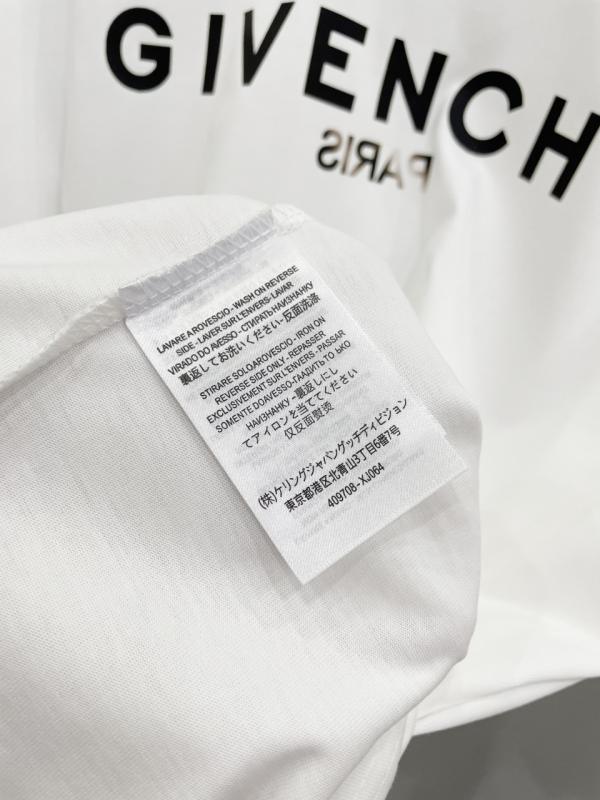 GIVENCH
PARIS
LAVARE A ROVESCIO - WASH ON REVERSE
SIDE - LAVER SUR L'ENVERS - LAVAR
VIRADO DO AVESSO - СТИРАТЬ НАИЗНАНКУ
裏返してお洗いください - 反面洗涤
STIRARE SOLO A ROVESCIO - IRON ON
REVERSE SIDE ONLY - REPASSER
EXCLUSIVEMENT SUR L'ENVERS - PASSAR
SOMENTE DO AVESSO - ГЛАДИТЬ ТО ЬКО
НАИЗНАНКУ - 裏返しにし
てアイロンを当ててください
仅反面熨烫
(株)ケリングジャパングッチディビジョン
東京都港区北青山3丁目6番7号
409708 - XJ064